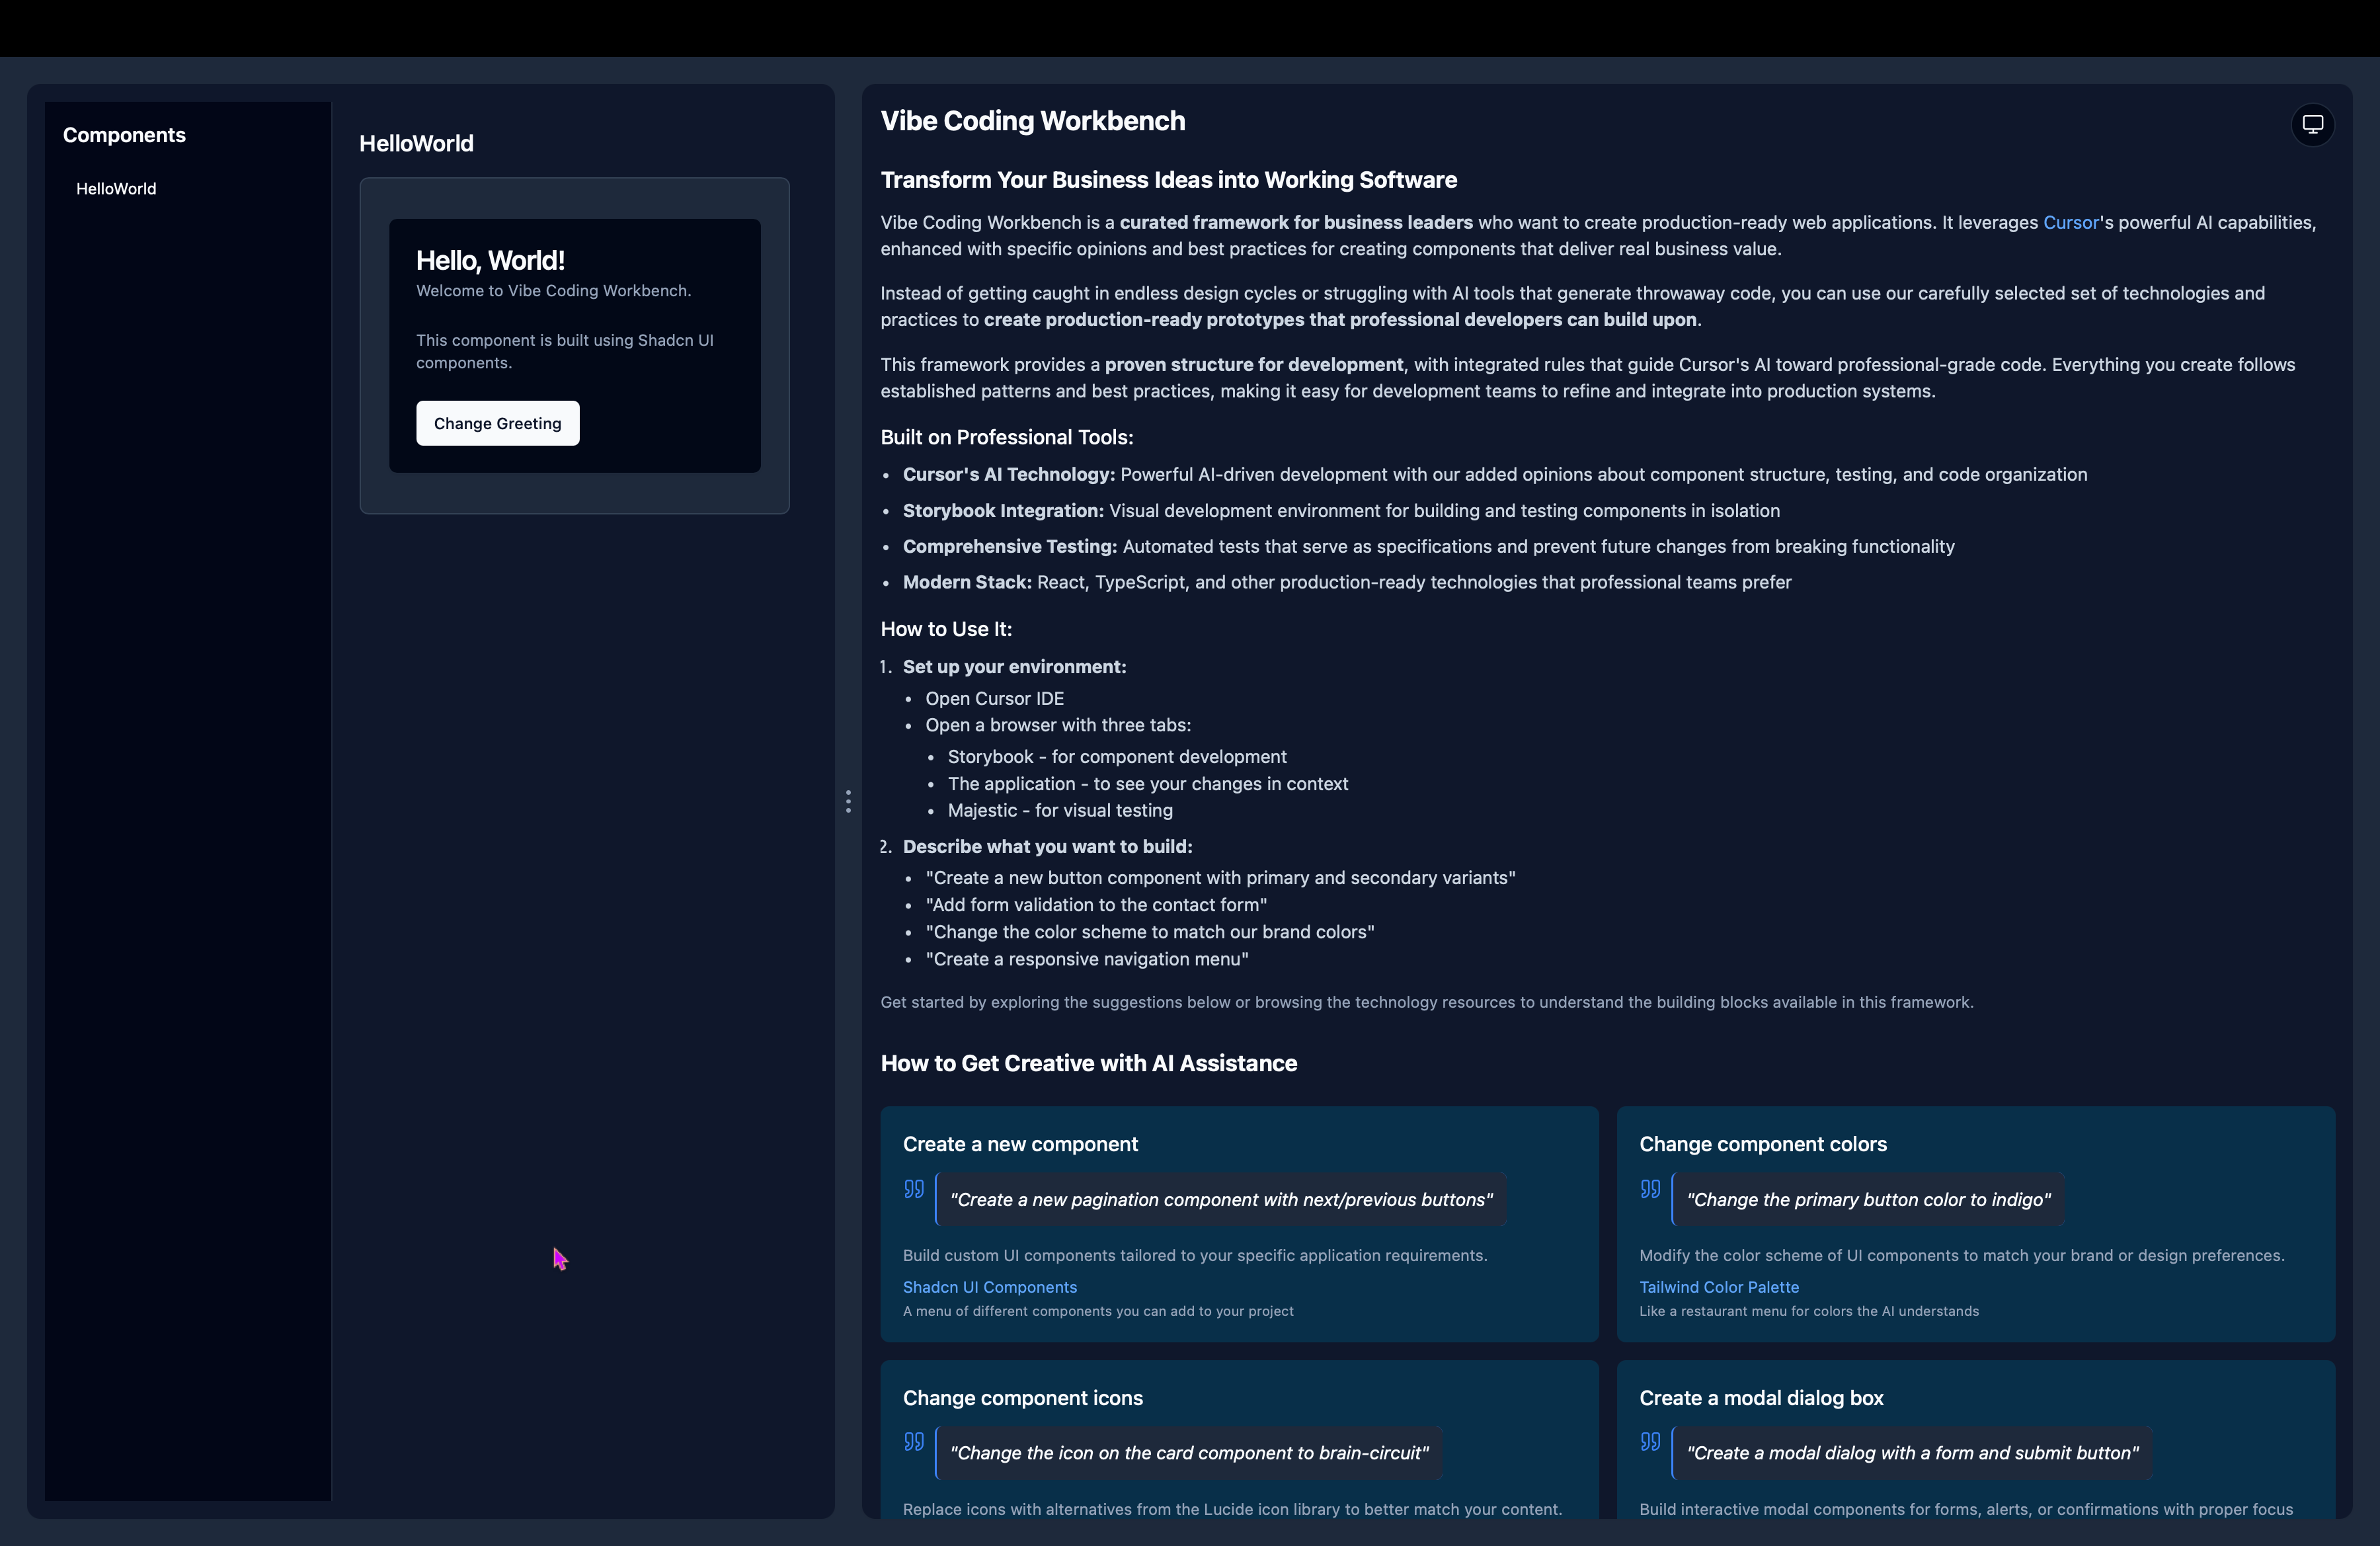 Components
HelloWorld
HelloWorld
Hello, World!
Welcome to Vibe Coding Workbench.
This component is built using Shadcn UI
components.
Change Greeting
Vibe Coding Workbench
Transform Your Business Ideas into Working Software
Vibe Coding Workbench is a curated framework for business leaders who want to create production-ready web applications. It leverages Cursor's powerful AI capabilities,
enhanced with specific opinions and best practices for creating components that deliver real business value.
Instead of getting caught in endless design cycles or struggling with AI tools that generate throwaway code, you can use our carefully selected set of technologies and
practices to create production-ready prototypes that professional developers can build upon.
This framework provides a proven structure for development, with integrated rules that guide Cursor's AI toward professional-grade code. Everything you create follows
established patterns and best practices, making it easy for development teams to refine and integrate into production systems.
Built on Professional Tools:
• Cursor's AI Technology: Powerful AI-driven development with our added opinions about component structure, testing, and code organization
• Storybook Integration: Visual development environment for building and testing components in isolation
• Comprehensive Testing: Automated tests that serve as specifications and prevent future changes from breaking functionality
• Modern Stack: React, TypeScript, and other production-ready technologies that professional teams prefer
How to Use It:
1. Set up your environment:
• Open Cursor IDE
• Open a browser with three tabs:
• Storybook - for component development
• The application - to see your changes in context
• Majestic - for visual testing
2. Describe what you want to build:
• "Create a new button component with primary and secondary variants"
• "Add form validation to the contact form"
• "Change the color scheme to match our brand colors"
• "Create a responsive navigation menu"
Get started by exploring the suggestions below or browsing the technology resources to understand the building blocks available in this framework.
How to Get Creative with AI Assistance
Create a new component
"Create a new pagination component with next/previous buttons"
Build custom UI components tailored to your specific application requirements.
Shadcn UI Components
A menu of different components you can add to your project
Change component colors
"Change the primary button color to indigo"
Modify the color scheme of UI components to match your brand or design preferences.
Tailwind Color Palette
Like a restaurant menu for colors the AI understands
Change component icons
"Change the icon on the card component to brain-circuit"
Replace icons with alternatives from the Lucide icon library to better match your content.
Create a modal dialog box
"Create a modal dialog with a form and submit button"
Build interactive modal components for forms, alerts, or confirmations with proper focus